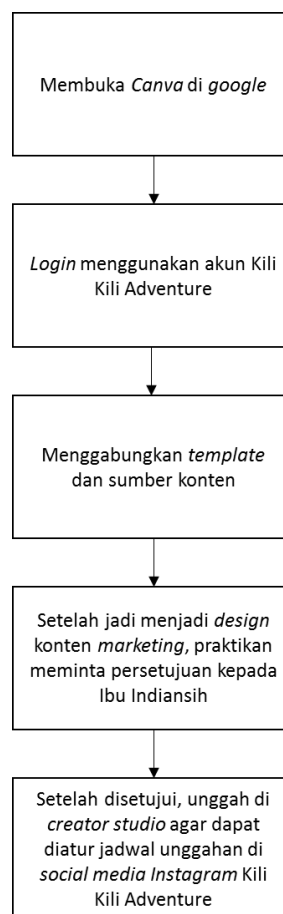 Membuka Canva di google
Login menggunakan akun Kili
Kili Adventure
Menggabungkan template
dan sumber konten
Setelah jadi menjadi design
konten marketing, praktikan
meminta persetujuan kepada
Ibu Indiansih
Setelah disetujui, unggah di
creator studio agar dapat
diatur jadwal unggahan di
social media Instagram Kili
Kili Adventure